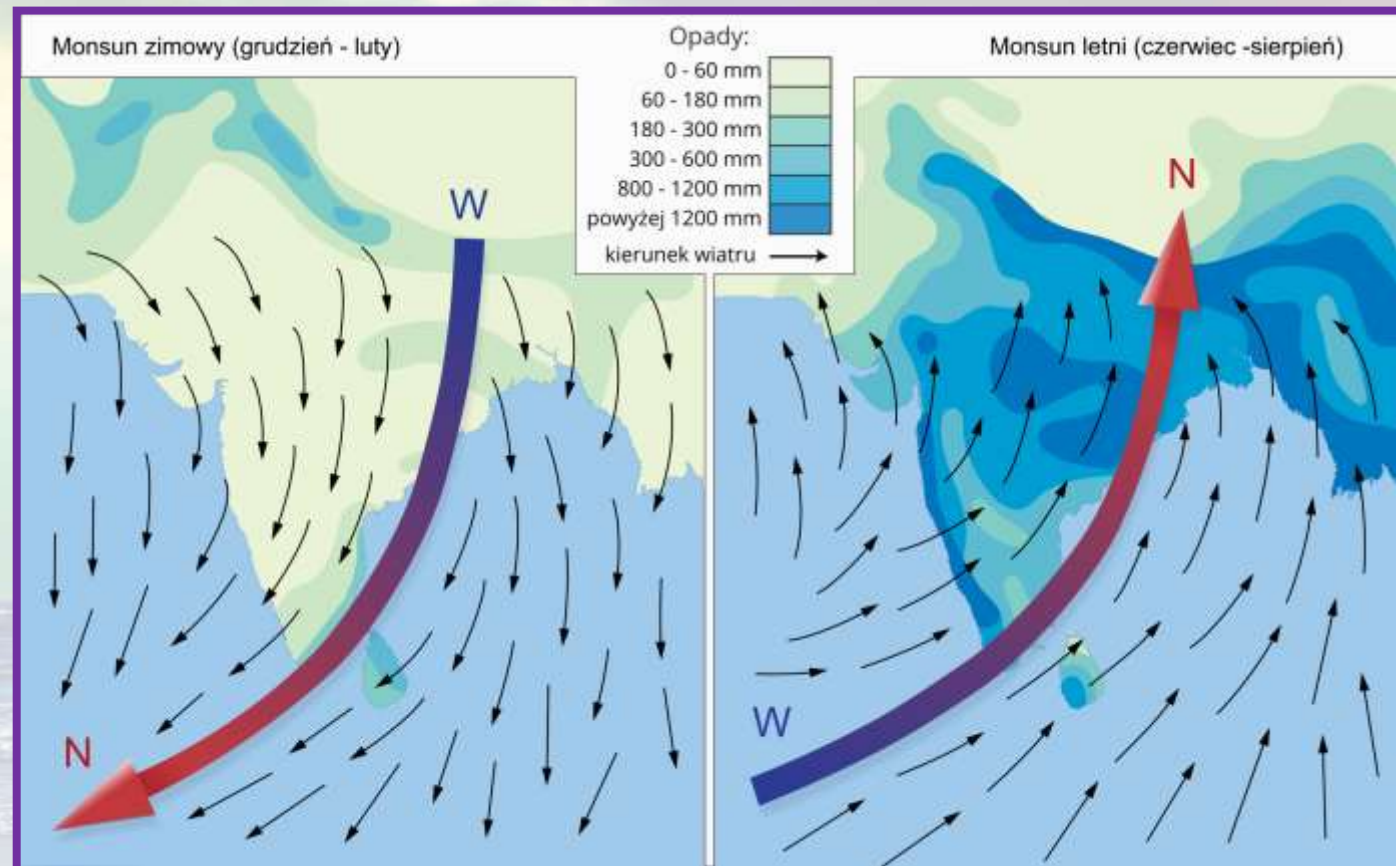 Monsun zimowy (grudzień - luty)
Opady:
0 - 60 mm
60 - 180 mm
180 - 300 mm
300 - 600 mm
800 - 1200 mm
powyżej 1200 mm
kierunek wiatru
Monsun letni (czerwiec -sierpień)
W
N
N
W